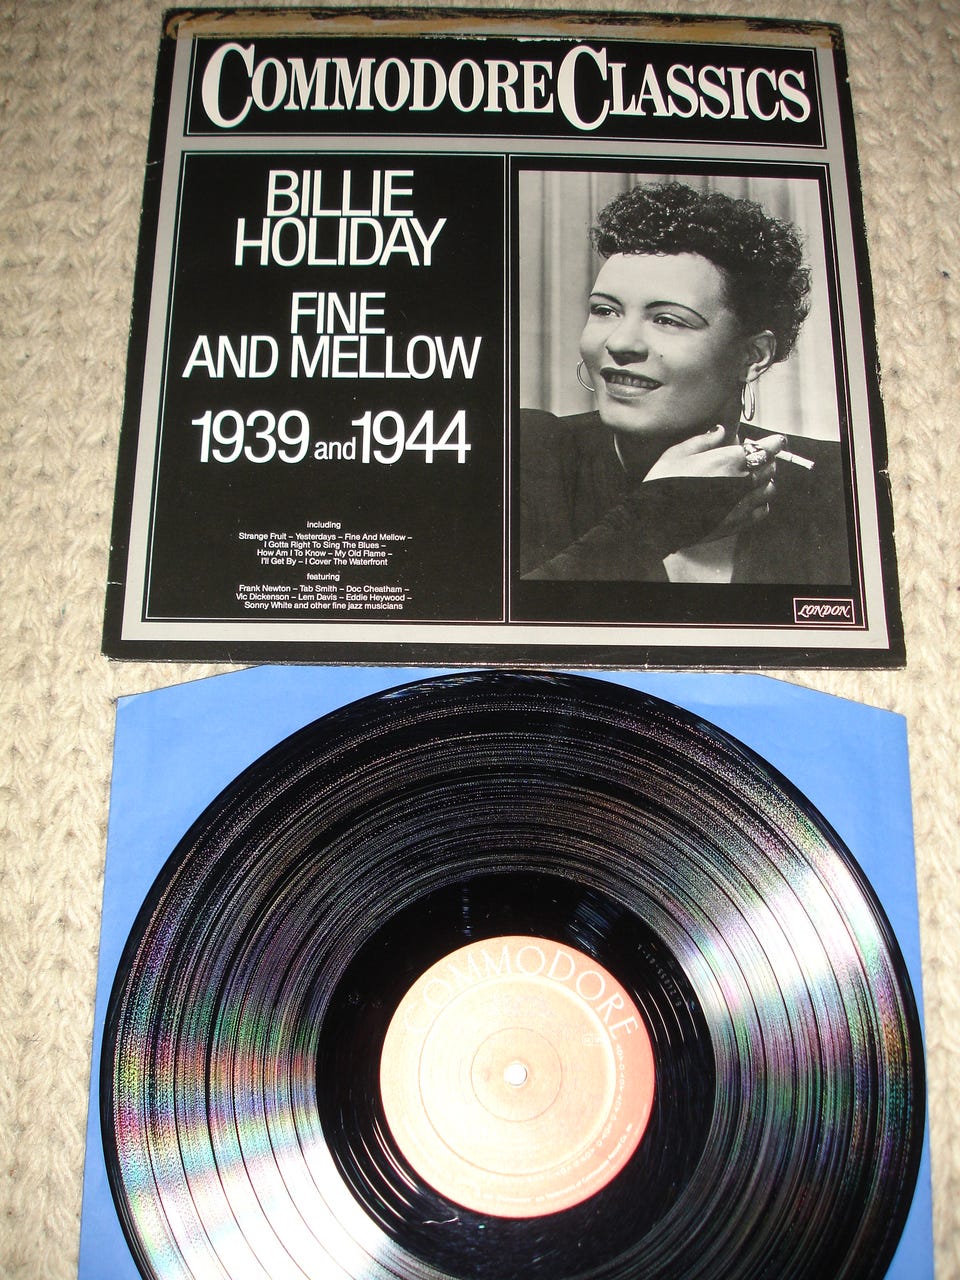 COMMODORE CLASSICS
BILLIE
HOLIDAY
FINE
AND MELLOW
1939 and 1944
including
Strange Fruit – Yesterdays – Fine And Mellow –
I Gotta Right To Sing The Blues –
How Am I To Know – My Old Flame –
I'll Get By – I Cover The Waterfront
featuring
Frank Newton – Tab Smith – Doc Cheatham –
Vic Dickenson – Lem Davis – Eddie Heywood –
Sonny White and other fine jazz musicians
LONDON
COMMODORE